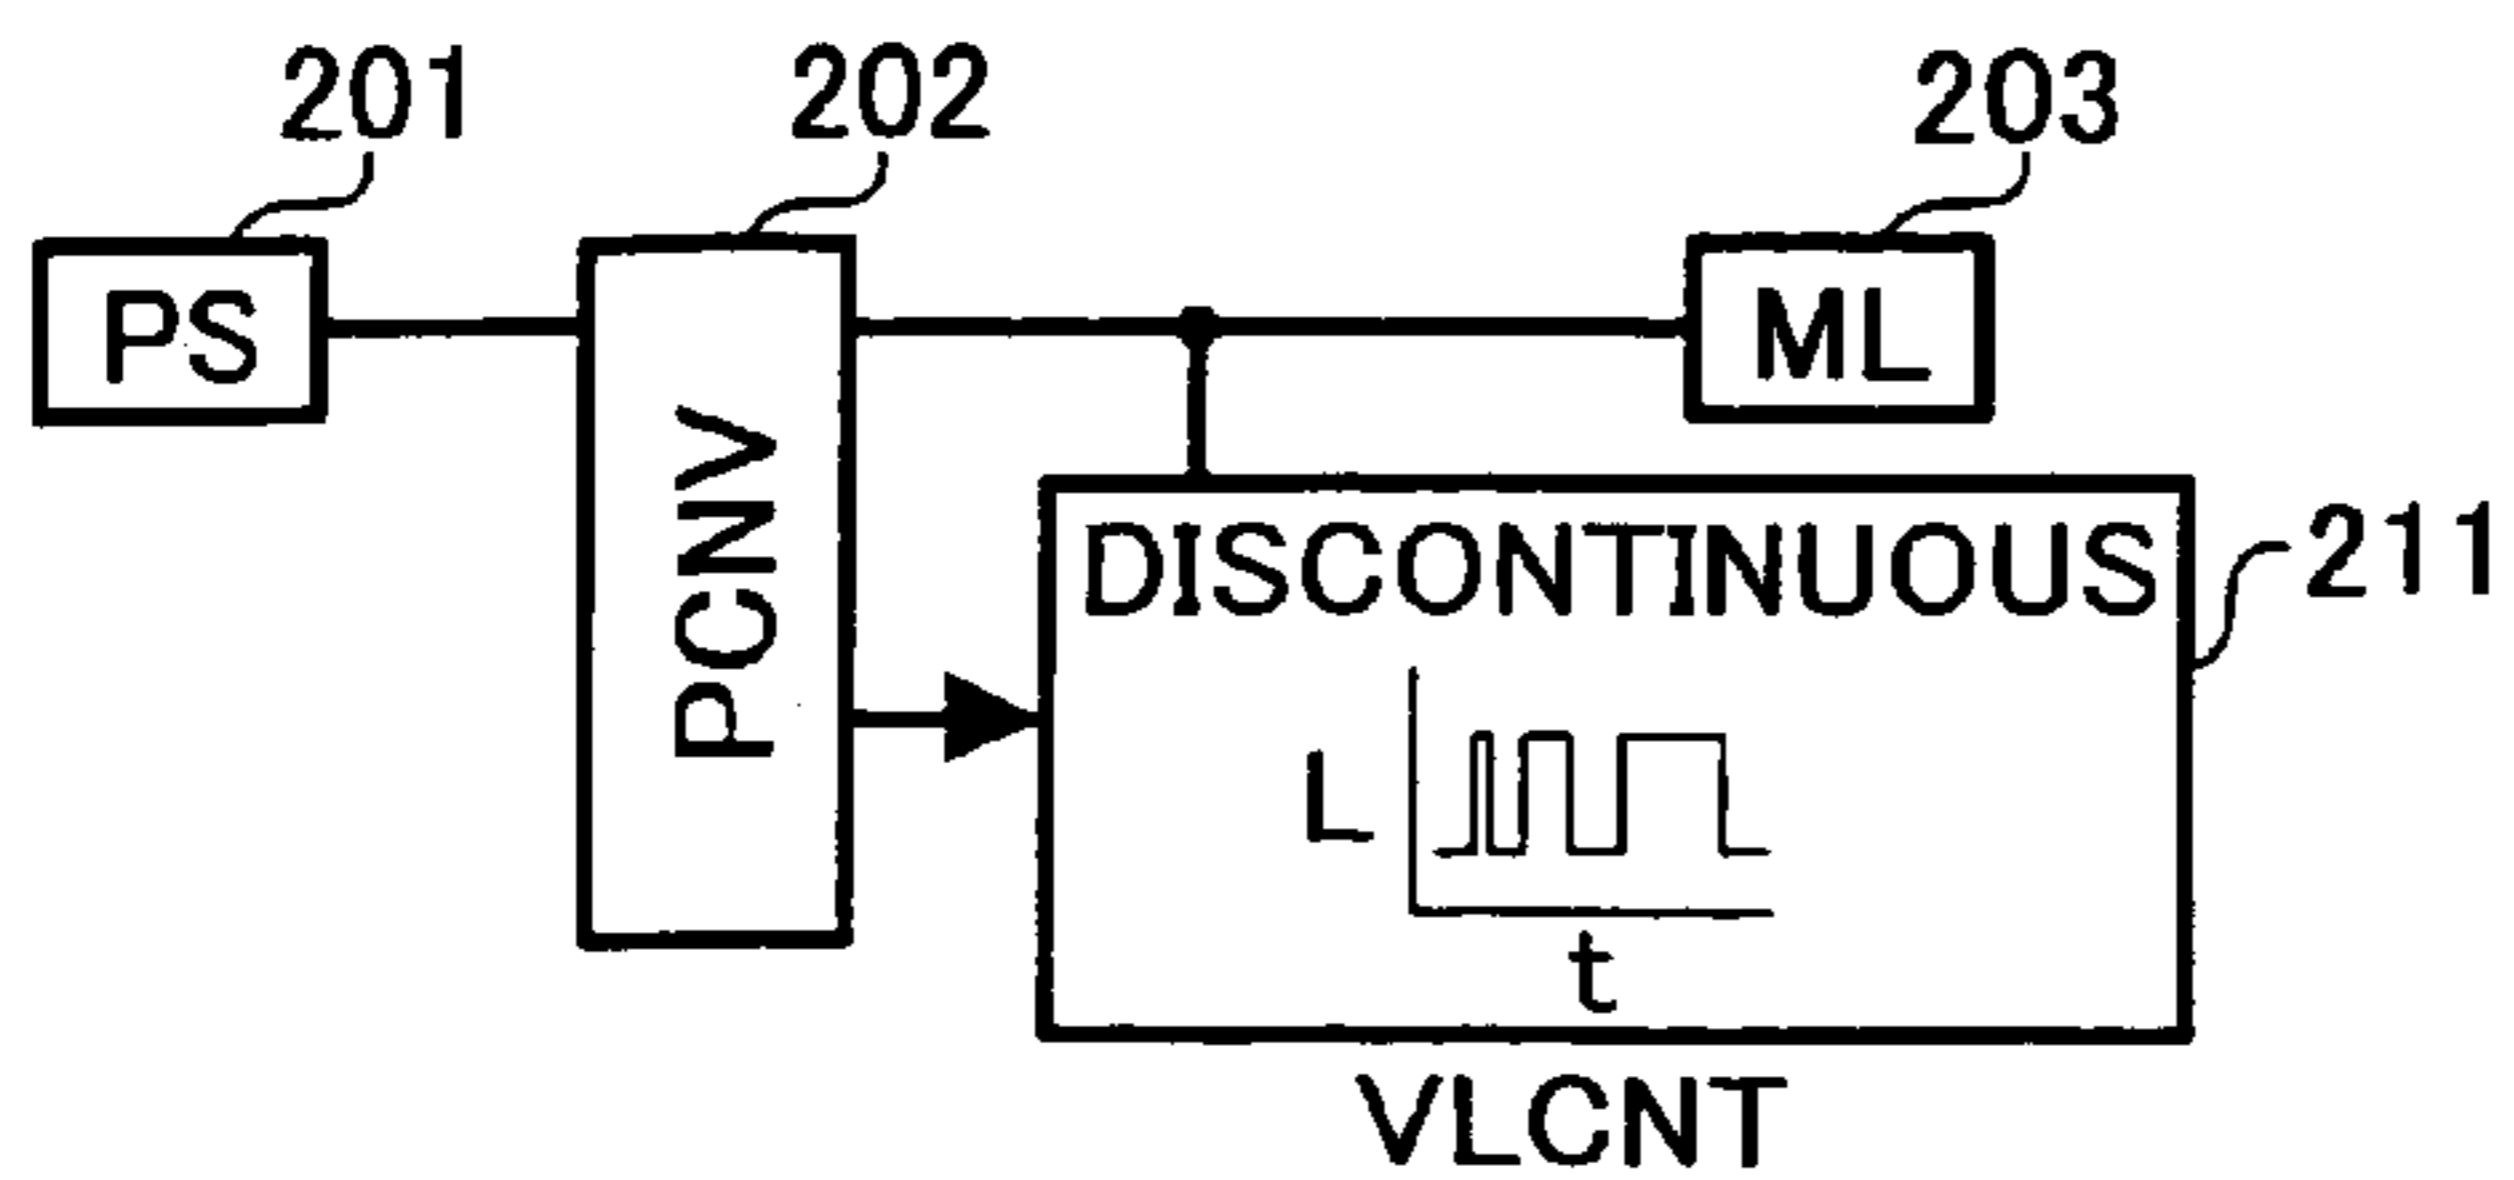 201
202
203
PS
PCNV
ML
DISCONTINUOUS
211
L
t
VLCNT